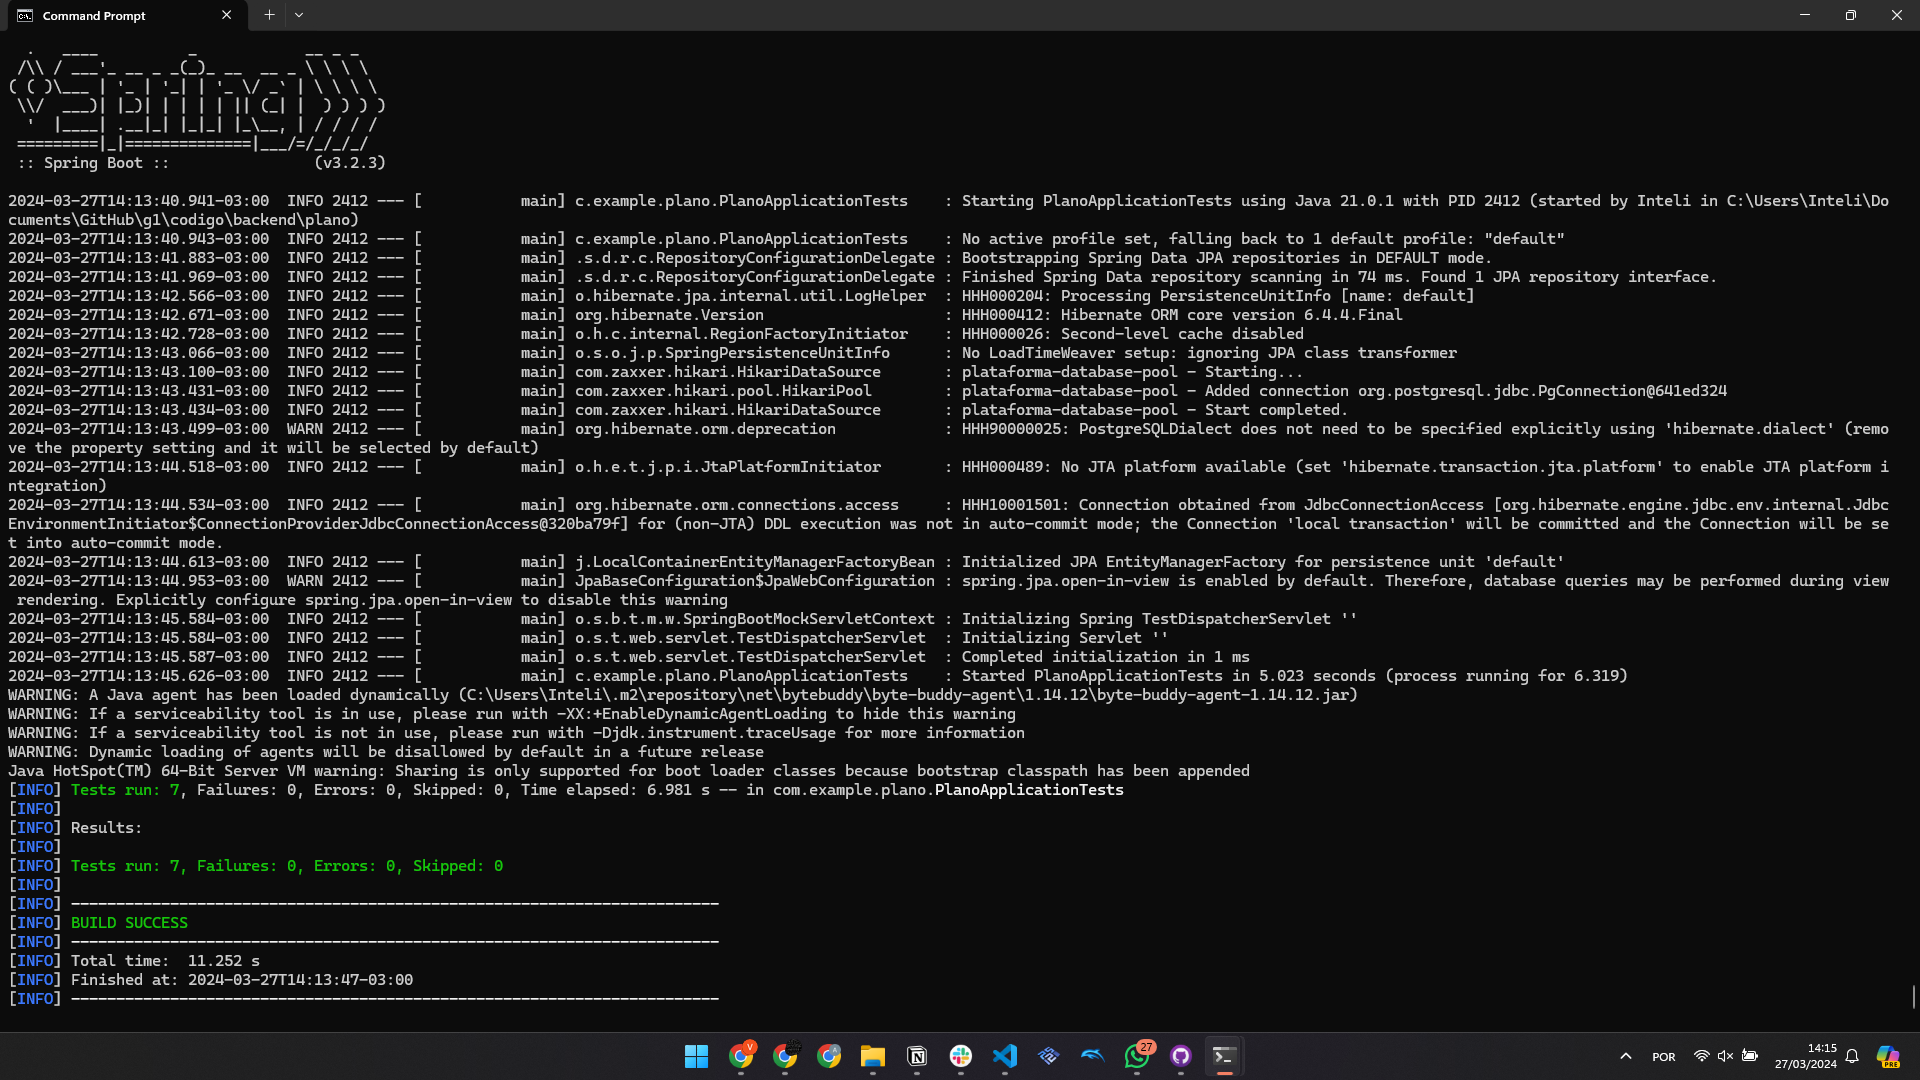 Command Prompt
  .   ____          _            __ _ _
 /\\ / ___'_ __ _ _(_)_ __  __ _ \ \ \ \
( ( )\___ | '_ | '_| | '_ \/ _` | \ \ \ \
 \\/  ___)| |_)| | | | | || (_| |  ) ) ) )
  '  |____| .__|_| |_|_| |_\__, | / / / /
 =========|_|==============|___/=/_/_/_/
 :: Spring Boot ::                (v3.2.3)
2024-03-27T14:13:40.941-03:00  INFO 2412 --- [           main] c.example.plano.PlanoApplicationTests    : Starting PlanoApplicationTests using Java 21.0.1 with PID 2412 (started by Inteli in C:\Users\Inteli\Do
cuments\GitHub\g1\codigo\backend\plano)
2024-03-27T14:13:40.943-03:00  INFO 2412 --- [           main] c.example.plano.PlanoApplicationTests    : No active profile set, falling back to 1 default profile: "default"
2024-03-27T14:13:41.883-03:00  INFO 2412 --- [           main] .s.d.r.c.RepositoryConfigurationDelegate : Bootstrapping Spring Data JPA repositories in DEFAULT mode.
2024-03-27T14:13:41.969-03:00  INFO 2412 --- [           main] .s.d.r.c.RepositoryConfigurationDelegate : Finished Spring Data repository scanning in 74 ms. Found 1 JPA repository interface.
2024-03-27T14:13:42.566-03:00  INFO 2412 --- [           main] o.hibernate.jpa.internal.util.LogHelper  : HHH000204: Processing PersistenceUnitInfo [name: default]
2024-03-27T14:13:42.671-03:00  INFO 2412 --- [           main] org.hibernate.Version                    : HHH000412: Hibernate ORM core version 6.4.4.Final
2024-03-27T14:13:42.728-03:00  INFO 2412 --- [           main] o.h.c.internal.RegionFactoryInitiator    : HHH000026: Second-level cache disabled
2024-03-27T14:13:43.066-03:00  INFO 2412 --- [           main] o.s.o.j.p.SpringPersistenceUnitInfo      : No LoadTimeWeaver setup: ignoring JPA class transformer
2024-03-27T14:13:43.100-03:00  INFO 2412 --- [           main] com.zaxxer.hikari.HikariDataSource       : plataforma-database-pool - Starting...
2024-03-27T14:13:43.431-03:00  INFO 2412 --- [           main] com.zaxxer.hikari.pool.HikariPool        : plataforma-database-pool - Added connection org.postgresql.jdbc.PgConnection@641ed324
2024-03-27T14:13:43.434-03:00  INFO 2412 --- [           main] com.zaxxer.hikari.HikariDataSource       : plataforma-database-pool - Start completed.
2024-03-27T14:13:43.499-03:00  WARN 2412 --- [           main] org.hibernate.orm.deprecation            : HHH90000025: PostgreSQLDialect does not need to be specified explicitly using 'hibernate.dialect' (remo
ve the property setting and it will be selected by default)
2024-03-27T14:13:44.518-03:00  INFO 2412 --- [           main] o.h.e.t.j.p.i.JtaPlatformInitiator       : HHH000489: No JTA platform available (set 'hibernate.transaction.jta.platform' to enable JTA platform i
ntegration)
2024-03-27T14:13:44.534-03:00  INFO 2412 --- [           main] org.hibernate.orm.connections.access     : HHH10001501: Connection obtained from JdbcConnectionAccess [org.hibernate.engine.jdbc.env.internal.Jdbc
EnvironmentInitiator$ConnectionProviderJdbcConnectionAccess@320ba79f] for (non-JTA) DDL execution was not in auto-commit mode; the Connection 'local transaction' will be committed and the Connection will be se
t into auto-commit mode.
2024-03-27T14:13:44.613-03:00  INFO 2412 --- [           main] j.LocalContainerEntityManagerFactoryBean : Initialized JPA EntityManagerFactory for persistence unit 'default'
2024-03-27T14:13:44.953-03:00  WARN 2412 --- [           main] JpaBaseConfiguration$JpaWebConfiguration : spring.jpa.open-in-view is enabled by default. Therefore, database queries may be performed during view
 rendering. Explicitly configure spring.jpa.open-in-view to disable this warning
2024-03-27T14:13:45.584-03:00  INFO 2412 --- [           main] o.s.b.t.m.w.SpringBootMockServletContext : Initializing Spring TestDispatcherServlet ''
2024-03-27T14:13:45.584-03:00  INFO 2412 --- [           main] o.s.t.web.servlet.TestDispatcherServlet  : Initializing Servlet ''
2024-03-27T14:13:45.587-03:00  INFO 2412 --- [           main] o.s.t.web.servlet.TestDispatcherServlet  : Completed initialization in 1 ms
2024-03-27T14:13:45.626-03:00  INFO 2412 --- [           main] c.example.plano.PlanoApplicationTests    : Started PlanoApplicationTests in 5.023 seconds (process running for 6.319)
WARNING: A Java agent has been loaded dynamically (C:\Users\Inteli\.m2\repository\net\bytebuddy\byte-buddy-agent\1.14.12\byte-buddy-agent-1.14.12.jar)
WARNING: If a serviceability tool is in use, please run with -XX:+EnableDynamicAgentLoading to hide this warning
WARNING: If a serviceability tool is not in use, please run with -Djdk.instrument.traceUsage for more information
WARNING: Dynamic loading of agents will be disallowed by default in a future release
Java HotSpot(TM) 64-Bit Server VM warning: Sharing is only supported for boot loader classes because bootstrap classpath has been appended
[INFO] Tests run: 7, Failures: 0, Errors: 0, Skipped: 0, Time elapsed: 6.981 s -- in com.example.plano.PlanoApplicationTests
[INFO]
[INFO] Results:
[INFO]
[INFO] Tests run: 7, Failures: 0, Errors: 0, Skipped: 0
[INFO]
[INFO] ------------------------------------------------------------------------
[INFO] BUILD SUCCESS
[INFO] ------------------------------------------------------------------------
[INFO] Total time:  11.252 s
[INFO] Finished at: 2024-03-27T14:13:47-03:00
[INFO] ------------------------------------------------------------------------
27
POR
14:15
27/03/2024
PRE